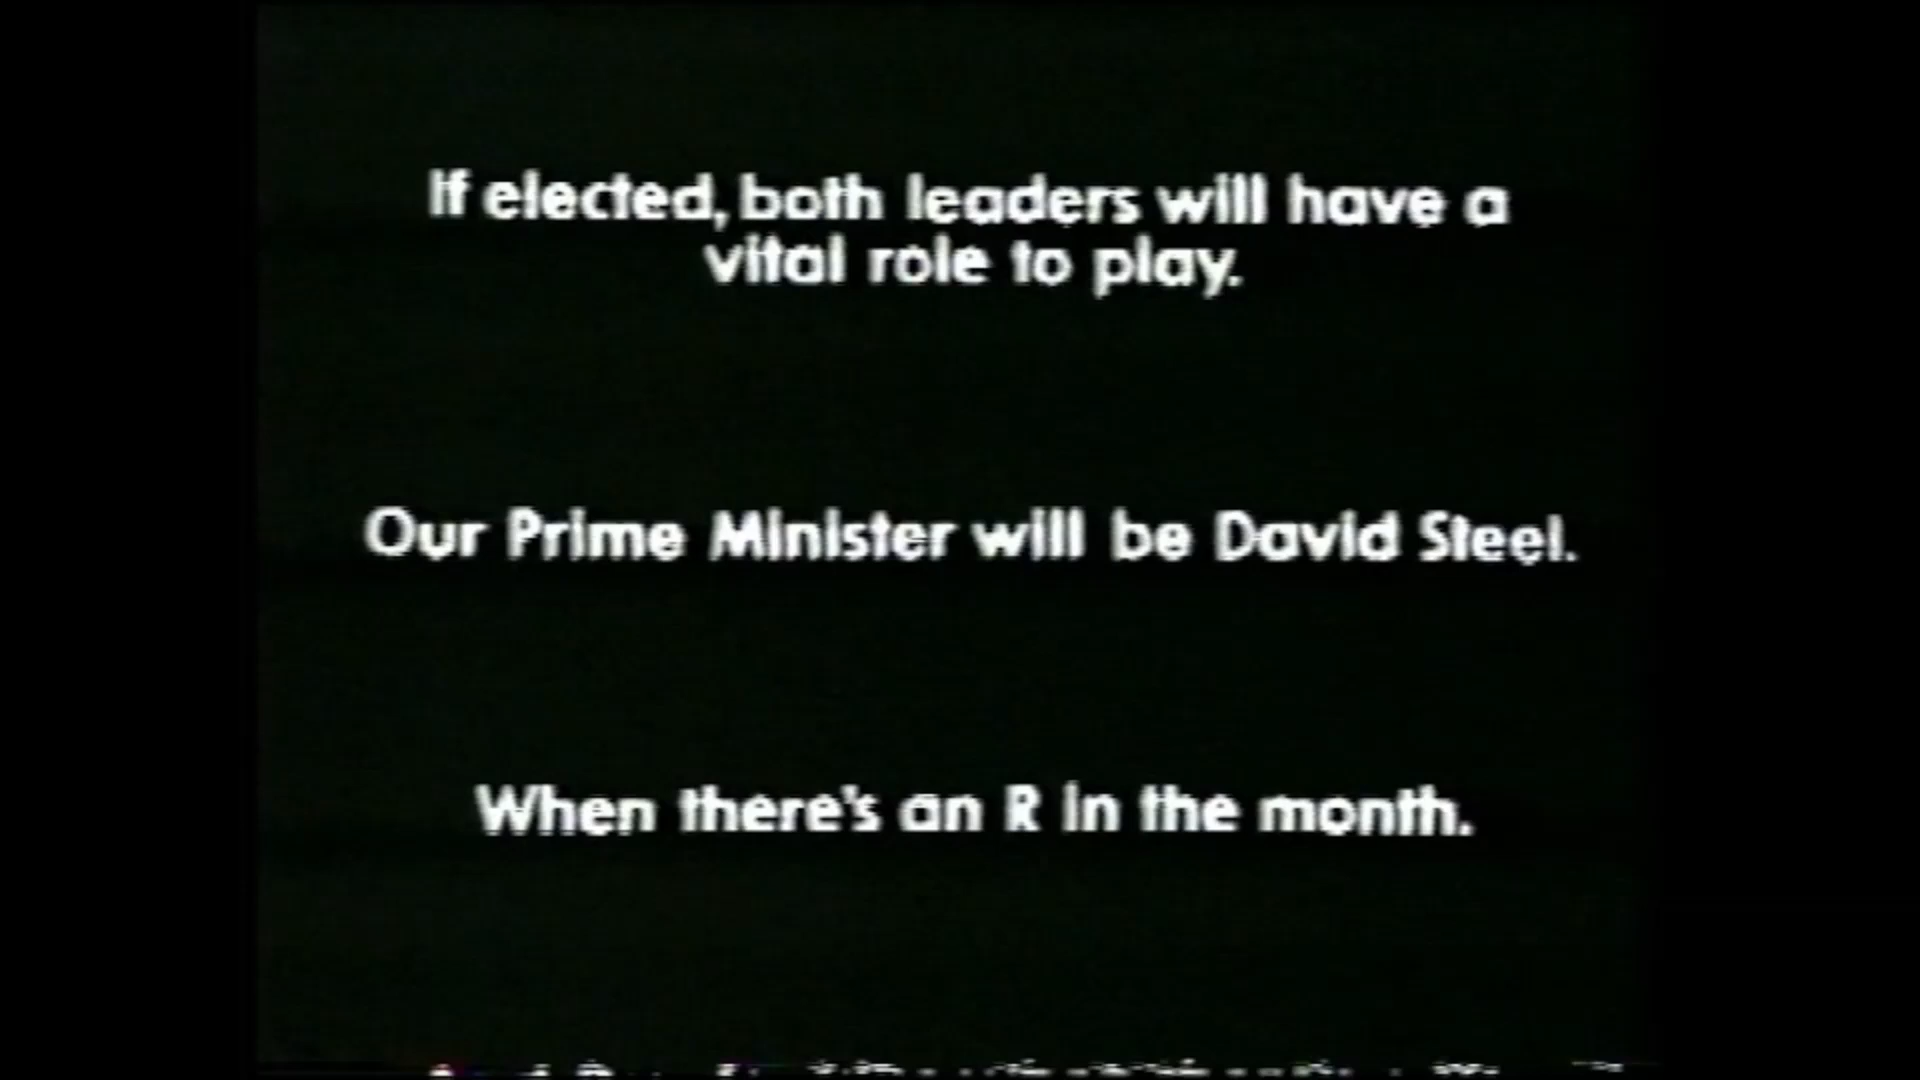 If elected, both leaders will have a
vital role to play.
Our Prime Minister will be David Steel.
When there's an R in the month.